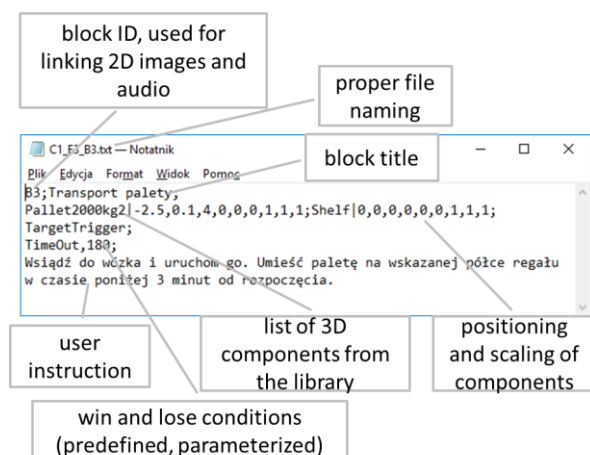 block ID, used for
linking 2D images and
audio
proper file
naming
C1_E3_B3.txt — Notatnik
block title
Plik Edycja Format Widok Pomoc
B3;Transport palety,
Pallet2000kg2|-2.5,0.1,4,0,0,0,1,1,1;Shelf|0,0,0,0,0,0,1,1,1;
TargetTrigger;
TimeOut,180;
Wsiądź do wózka i uruchom go. Umieść paletę na wskazanej półce regału
w czasie poniżej 3 minut od rozpoczęcia.
user
instruction
list of 3D
components from
the library
positioning
and scaling of
components
win and lose conditions
(predefined, parameterized)